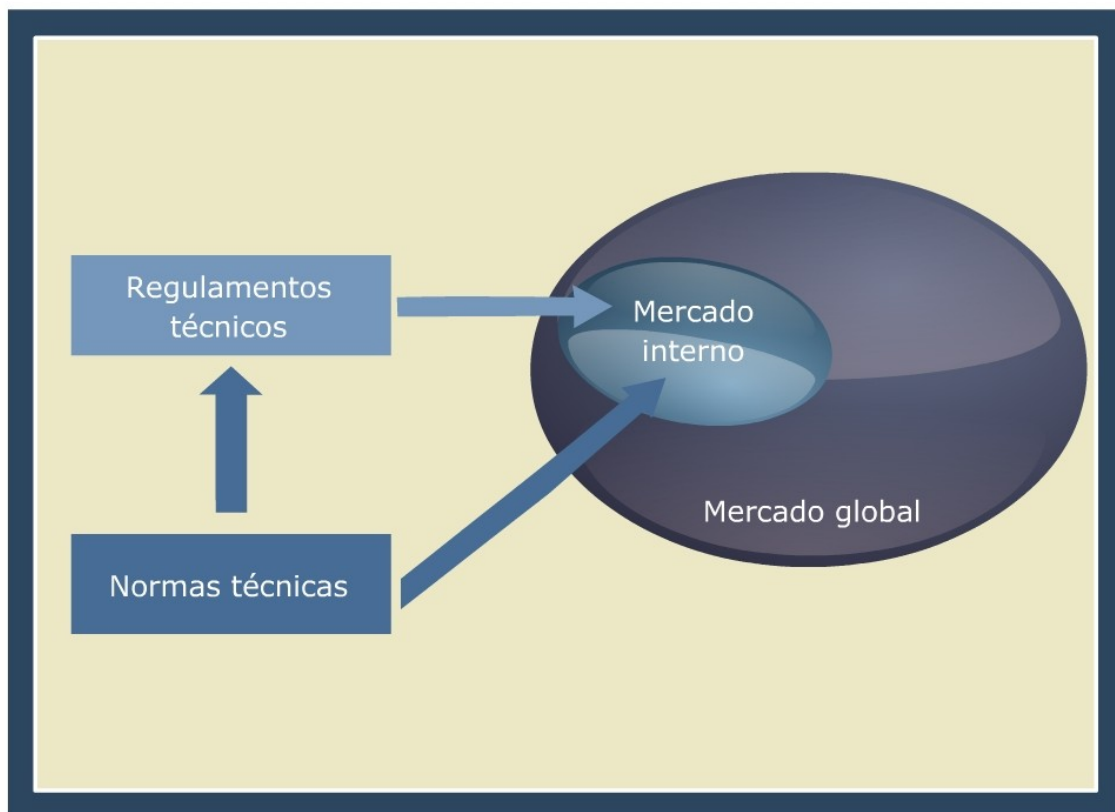 Regulamentos
técnicos
Mercado
interno
Mercado global
Normas técnicas